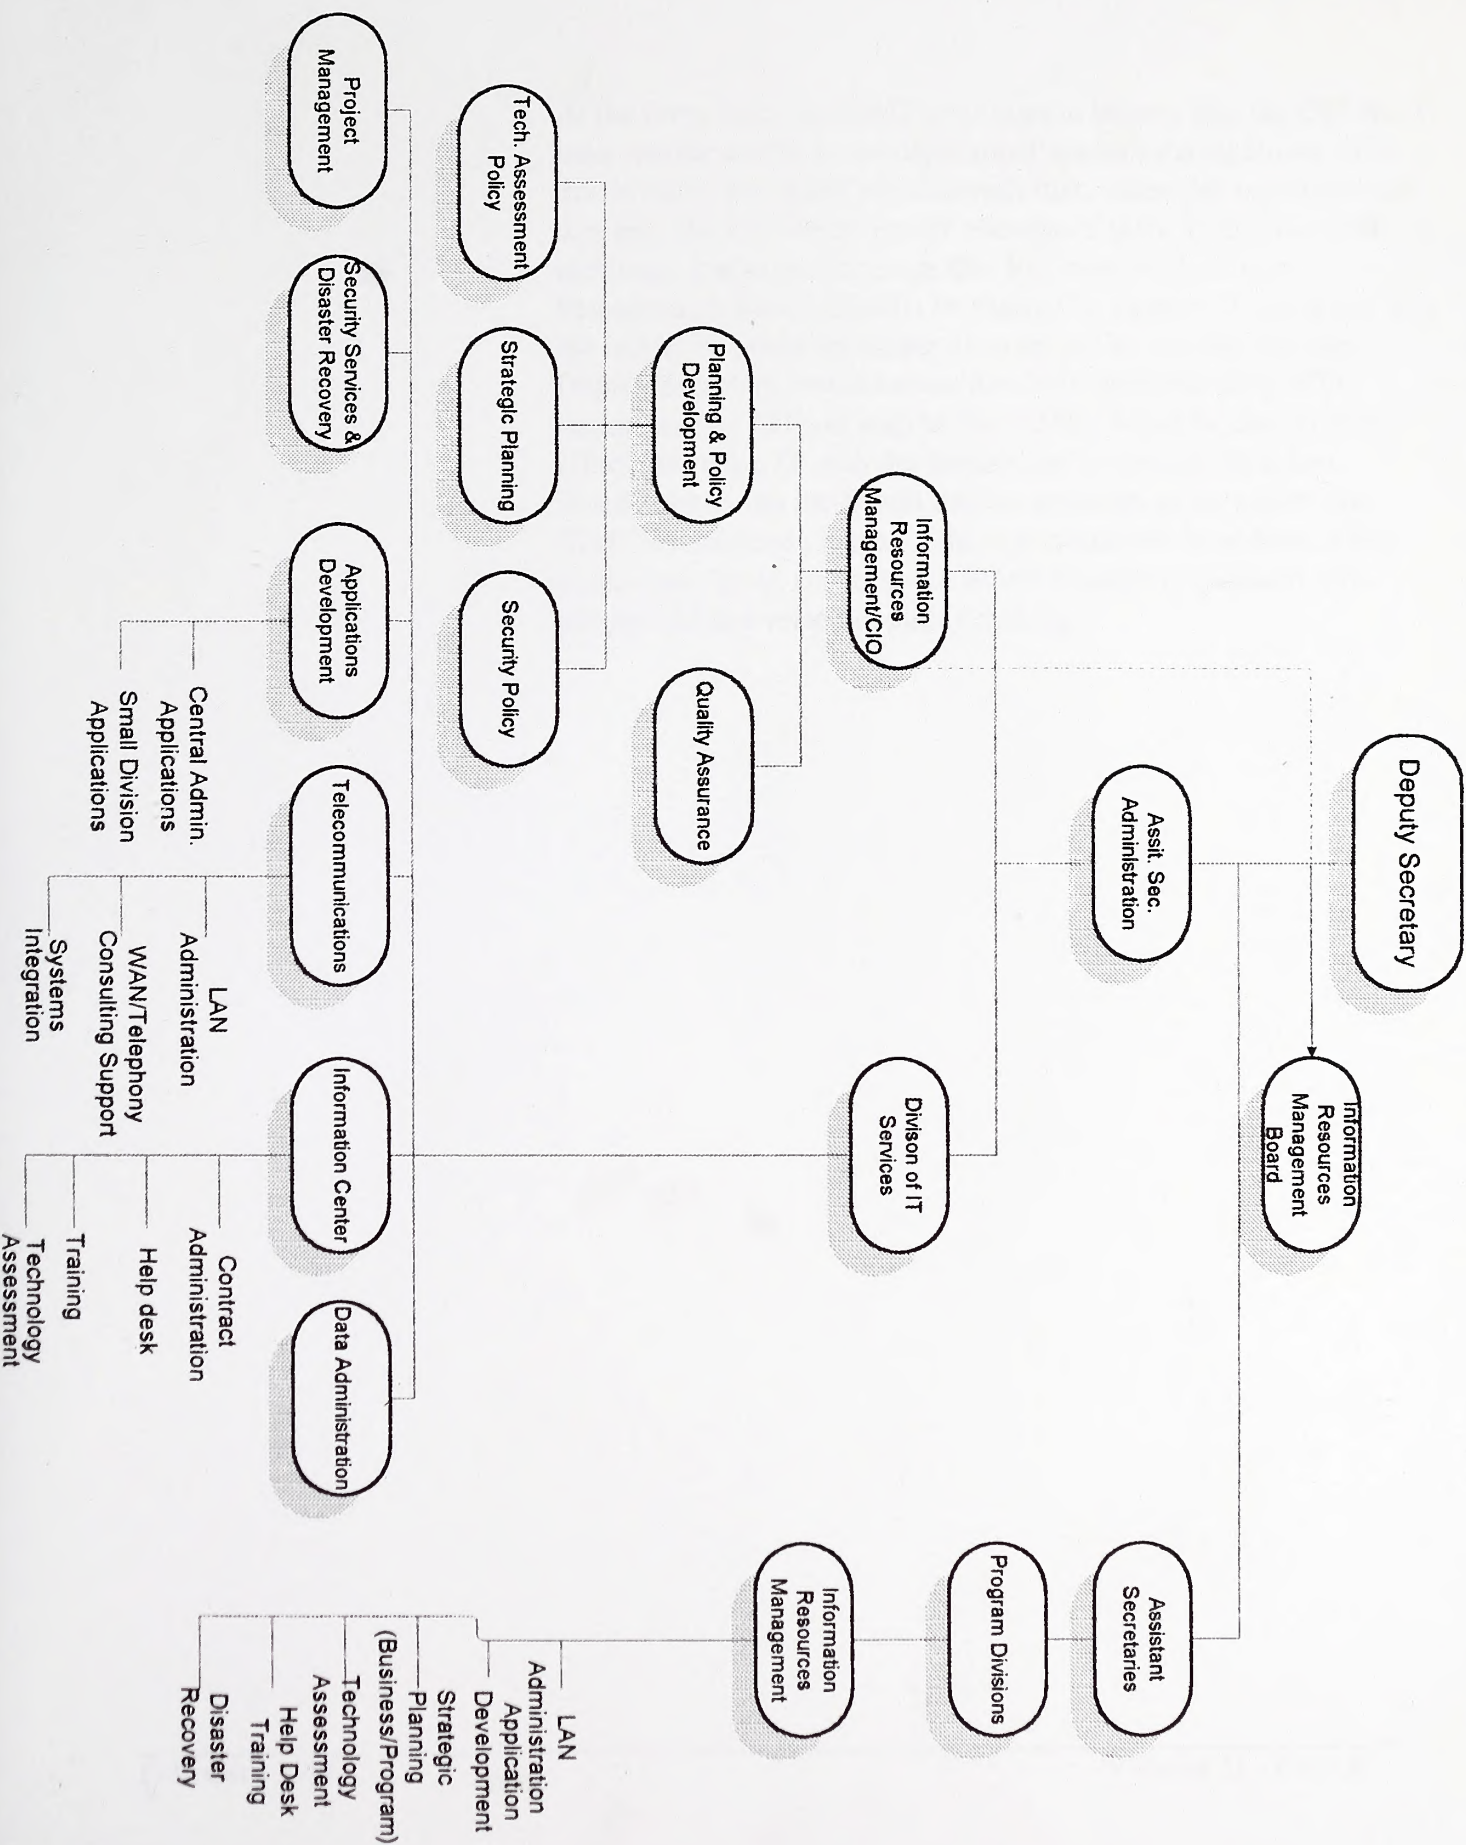 Deputy Secretary
Information
Resources
Management
Board
Assit. Sec.
Administration
Assistant
Secretaries
Program Divisions
Information
Resources
Management/CIO
Divison of IT
Services
Information
Resources
Management
Planning & Policy
Development
Quality Assurance
Tech. Assessment
Policy
Strategic Planning
Security Policy
Project
Management
Security Services &
Disaster Recovery
Applications
Development
Telecommunications
Information Center
Data Administration
Central Admin.
Applications
Small Division
Applications
LAN
Administration
WAN/Telephony
Consulting Support
Systems
Integration
Contract
Administration
Help desk
Training
Technology
Assessment
LAN
Administration
Application
Development
Strategic
Planning
(Business/Program)
Technology
Assessment
Help Desk
Training
Disaster
Recovery